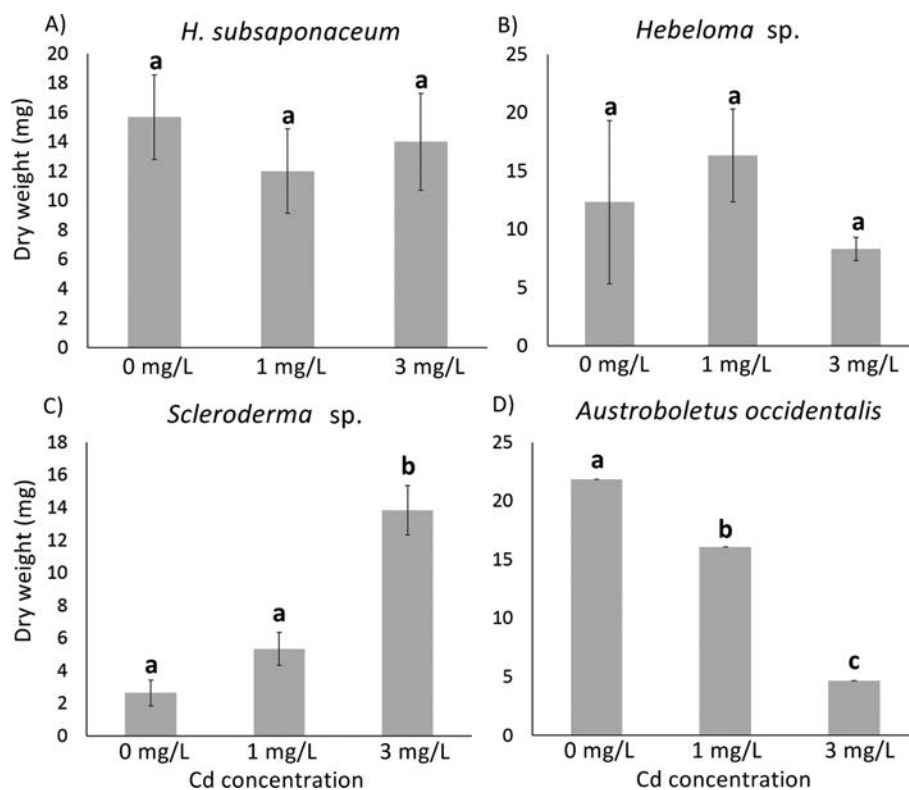 A) H. subsaponaceum
Dry weight (mg)
20
18
16
14
12
10
8
6
4
2
0
a
a
a
0 mg/L 1 mg/L 3 mg/L
B) Hebeloma sp.
25
20
15
10
5
0
a
a
a
0 mg/L 1 mg/L 3 mg/L
C) Scleroderma sp.
Dry weight (mg)
18
16
14
12
10
8
6
4
2
0
a
a
b
0 mg/L 1 mg/L 3 mg/L
Cd concentration
D) Austroboletus occidentalis
25
20
15
10
5
0
a
b
c
0 mg/L 1 mg/L 3 mg/L
Cd concentration